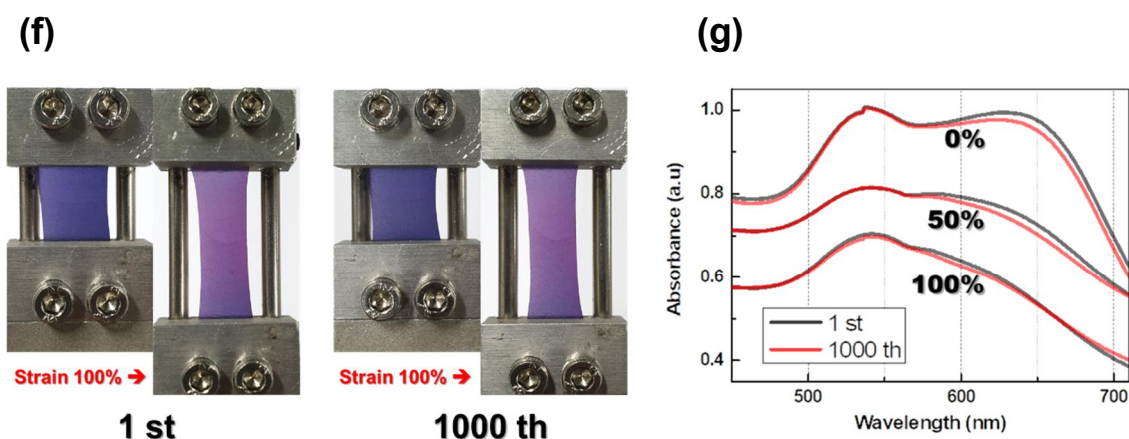 (f)
Strain 100% ➔
1 st
Strain 100% ➔
1000 th
(g)
Absorbance (a.u)
1.0
0.8
0.6
0.4
0%
50%
100%
1 st
1000 th
500
600
700
Wavelength (nm)